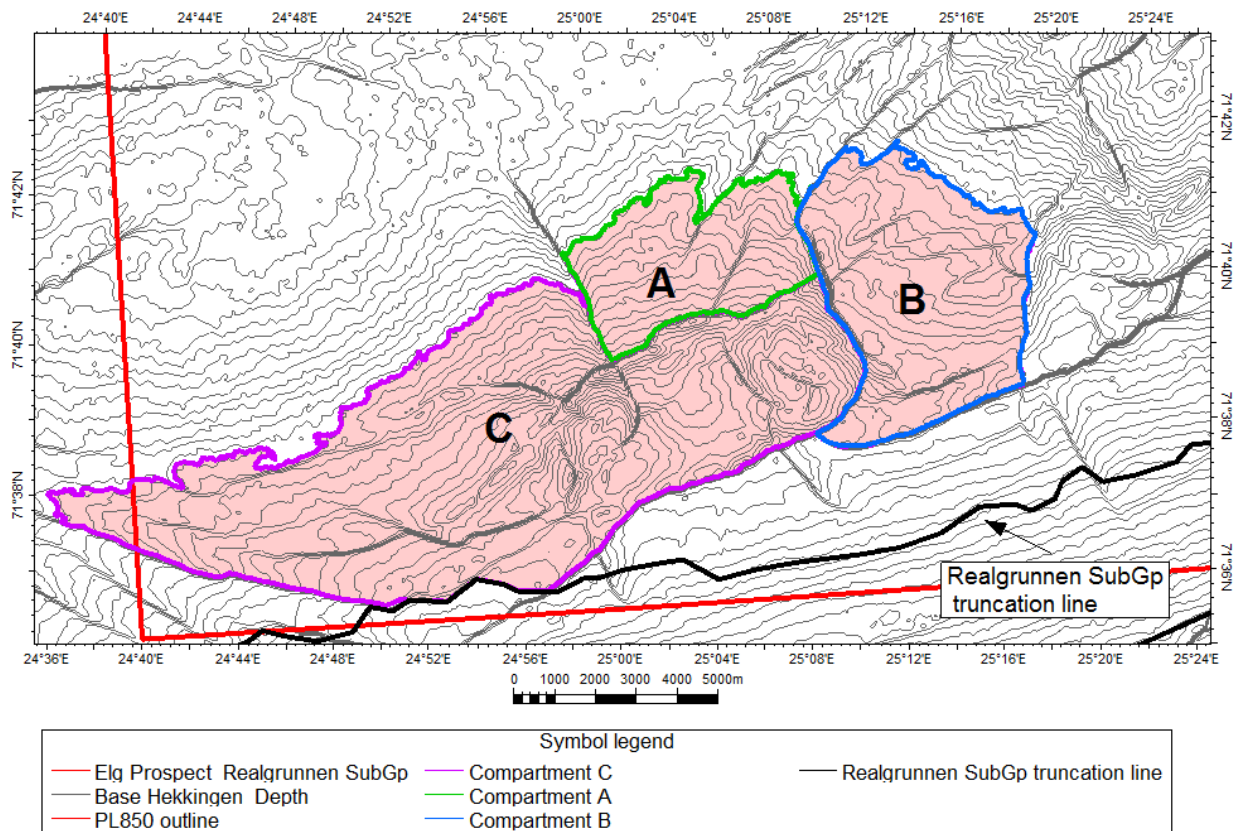 24°40'E 24°44'E 24°48'E 24°52'E 24°56'E 25°00'E 25°04'E 25°08'E 25°12'E 25°16'E 25°20'E 25°24'E
71°42'N
71°42'N
71°40'N
A
B
71°40'N
C
71°38'N
71°38'N
71°36'N
Realgrunnen SubGp
truncation line
24°36'E 24°40'E 24°44'E 24°48'E 24°52'E 24°56'E 25°00'E 25°04'E 25°08'E 25°12'E 25°16'E 25°20'E 25°24'E
0 1000 2000 3000 4000 5000m
Symbol legend
Elg Prospect_Realgrunnen SubGp
Compartment C
Realgrunnen SubGp truncation line
Base Hekkingen_Depth
Compartment A
PL850 outline
Compartment B